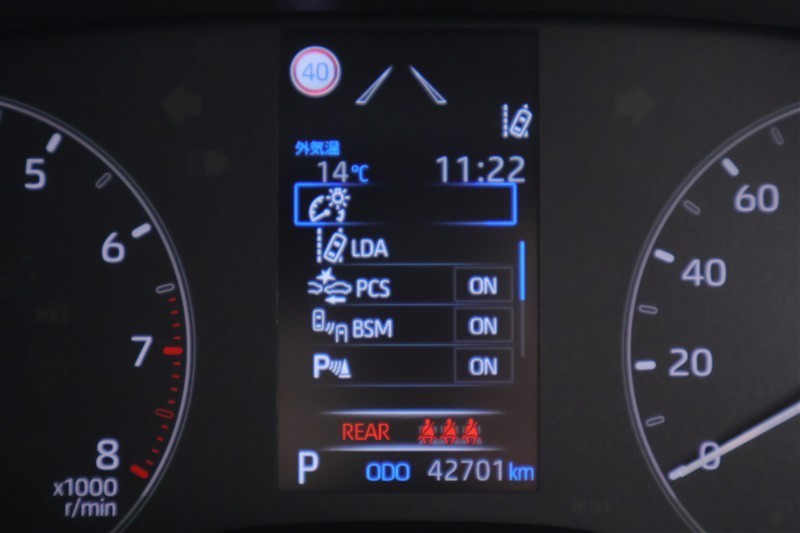 40
外気温
14℃ 11:22
LDA
PCS ON
BSM ON
P ON
REAR
P ODO 42701km
5
6
7
8
x1000
r/min
60
40
20
0